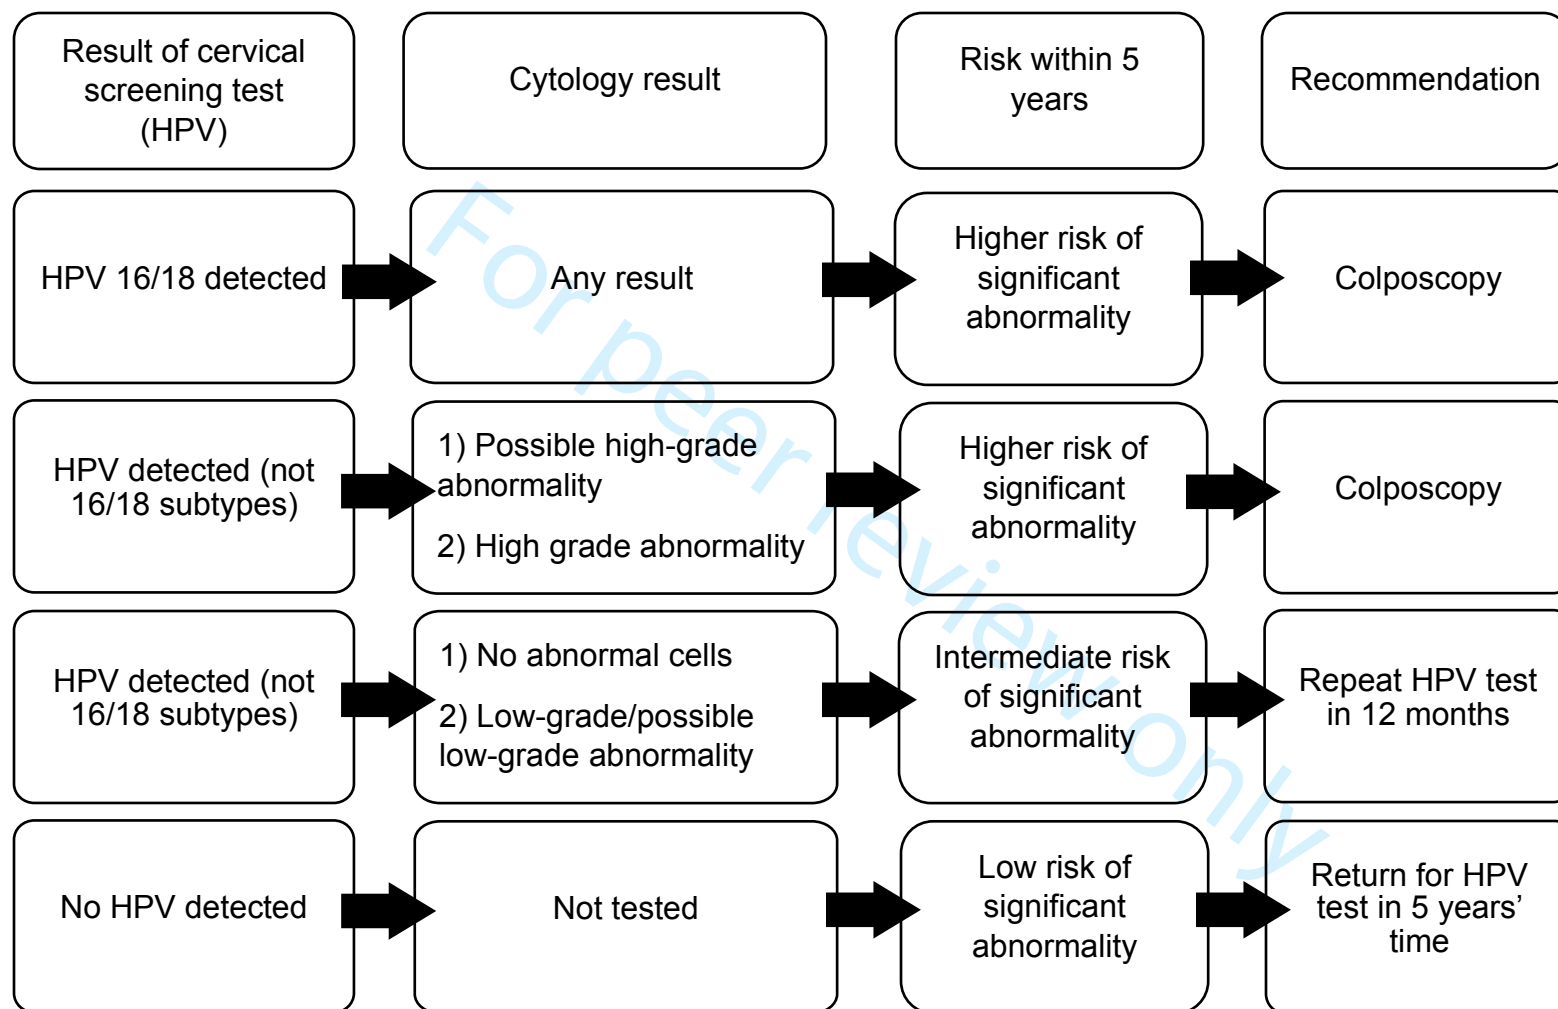 Result of cervical
screening test
(HPV)
Cytology result
Risk within 5
years
Recommendation
HPV 16/18 detected
Any result
Higher risk of
significant
abnormality
Colposcopy
HPV detected (not
16/18 subtypes)
1) Possible high-grade
abnormality
2) High grade abnormality
Higher risk of
significant
abnormality
Colposcopy
HPV detected (not
16/18 subtypes)
1) No abnormal cells
2) Low-grade/possible
low-grade abnormality
Intermediate risk
of significant
abnormality
Repeat HPV test
in 12 months
No HPV detected
Not tested
Low risk of
significant
abnormality
Return for HPV
test in 5 years’
time
For peer review only